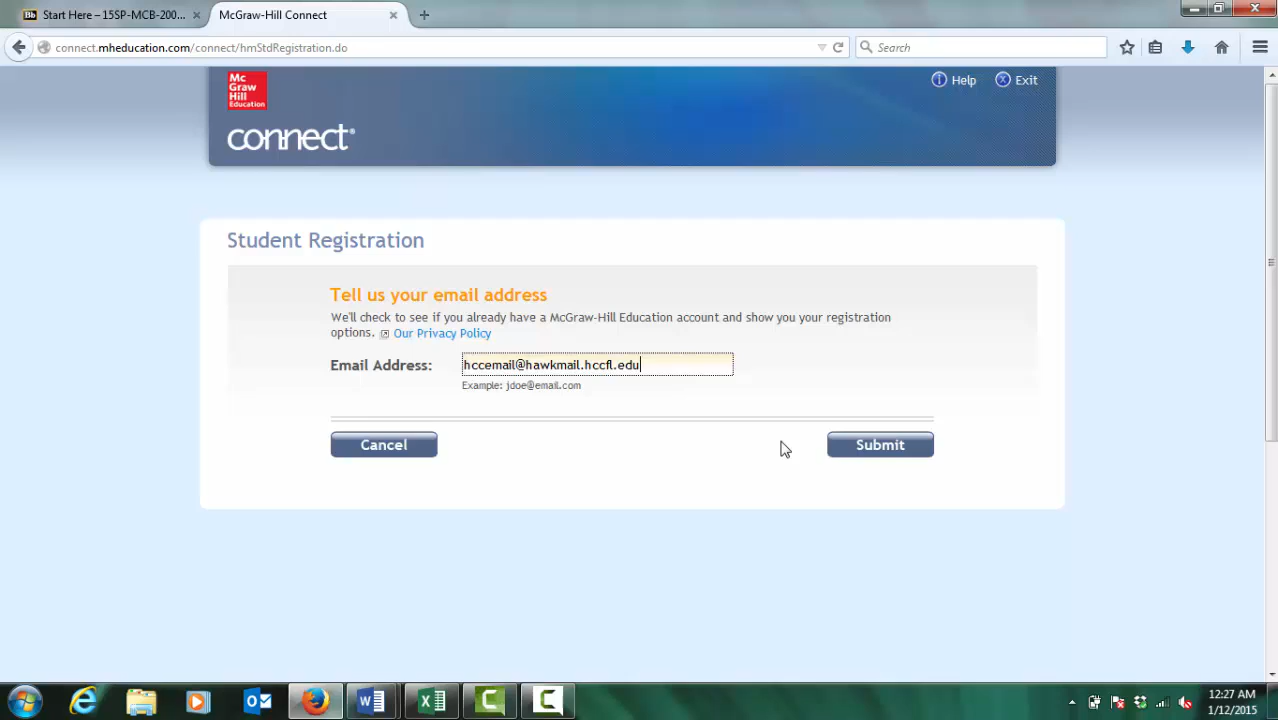 Bb Start Here – 15SP-MCB-200... ×
McGraw-Hill Connect ×
connect.mheducation.com/connect/hmStdRegistration.do
Search
Mc
Graw
Hill
Education
connect®
Help Exit
Student Registration
Tell us your email address
We'll check to see if you already have a McGraw-Hill Education account and show you your registration
options. Our Privacy Policy
Email Address: hccemail@hawkmail.hccfl.edu
Example: jdoe@email.com
Cancel Submit
12:27 AM
1/12/2015